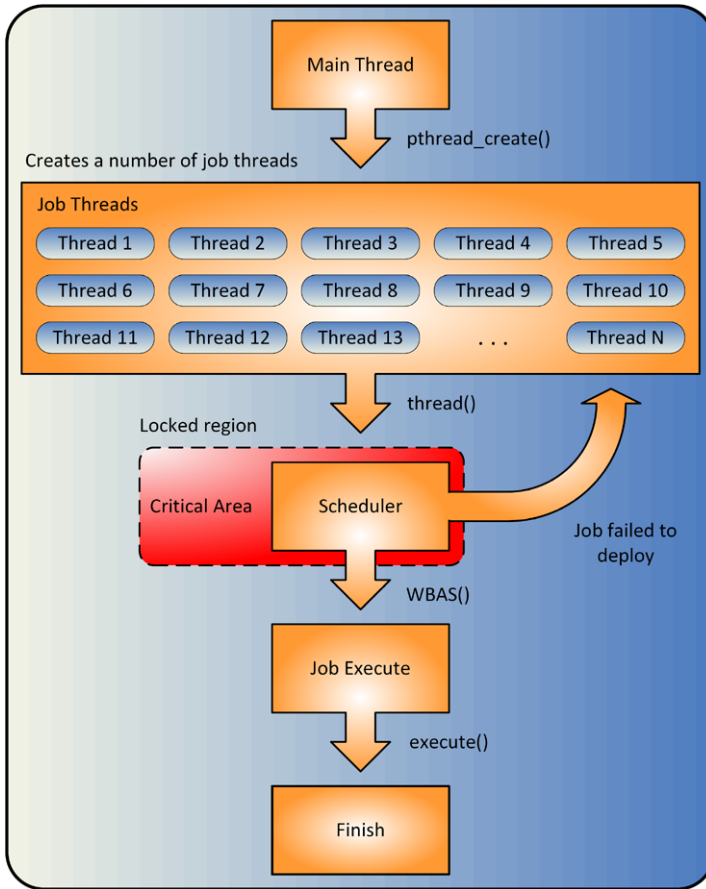 Main Thread
pthread_create()
Creates a number of job threads
Job Threads
Thread 1
Thread 2
Thread 3
Thread 4
Thread 5
Thread 6
Thread 7
Thread 8
Thread 9
Thread 10
Thread 11
Thread 12
Thread 13
. . .
Thread N
thread()
Locked region
Critical Area
Scheduler
Job failed to
deploy
WBAS()
Job Execute
execute()
Finish